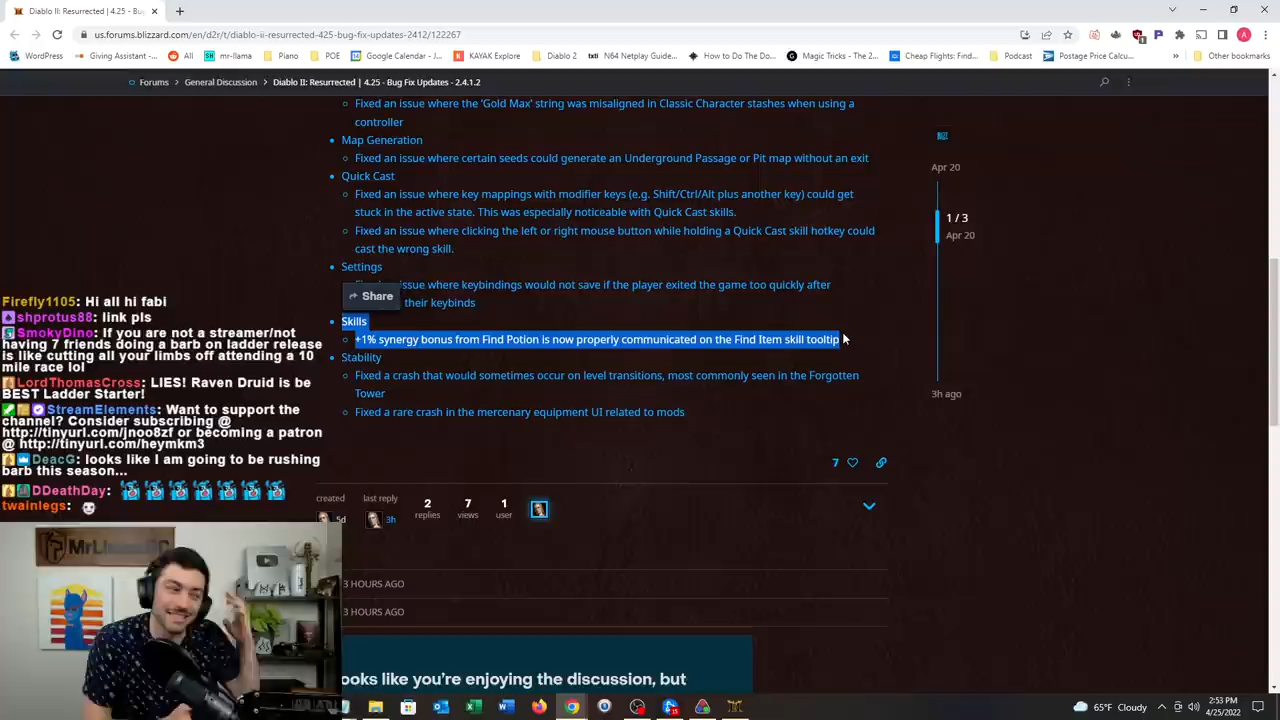 Diablo II: Resurrected | 4.25 - Bu
us.forums.blizzard.com/en/d2r/t/diablo-ii-resurrected-425-bug-fix-updates-2412/122267
WordPress
Giving Assistant -...
All
mr-llama
Piano
POE
Google Calendar - J...
KAYAK Explore
Diablo 2
N64 Netplay Guide:...
How to Do The Do...
Magic Tricks - The 2...
Cheap Flights: Find...
Podcast
Postage Price Calcu...
»
Other bookmarks
Forums > General Discussion > Diablo II: Resurrected | 4.25 - Bug Fix Updates - 2.4.1.2
Fixed an issue where the 'Gold Max' string was misaligned in Classic Character stashes when using a
controller
Map Generation
Fixed an issue where certain seeds could generate an Underground Passage or Pit map without an exit
Quick Cast
Fixed an issue where key mappings with modifier keys (e.g. Shift/Ctrl/Alt plus another key) could get
stuck in the active state. This was especially noticeable with Quick Cast skills.
Fixed an issue where clicking the left or right mouse button while holding a Quick Cast skill hotkey could
cast the wrong skill.
Settings
issue where keybindings would not save if the player exited the game too quickly after
their keybinds
Share
Skills
+1% synergy bonus from Find Potion is now properly communicated on the Find Item skill tooltip
Stability
Fixed a crash that would sometimes occur on level transitions, most commonly seen in the Forgotten
Tower
Fixed a rare crash in the mercenary equipment UI related to mods
7
created
5d
last reply
3h
2
replies
7
views
1
user
3 HOURS AGO
3 HOURS AGO
ooks like you're enjoying the discussion, but
Apr 20
1 / 3
Apr 20
3h ago
Firefly1105: Hi all hi fabi
shprotus88: link pls
SmokyDino: If you are not a streamer/not
having 7 friends doing a barb on ladder release
is like cutting all your limbs off attending a 10
mile race lol
LordThomasCross: LIES! Raven Druid is be
BEST Ladder Starter!
StreamElements: Want to support the
channel? Consider subscribing @
http://tinyurl.com/jnoo8zf or becoming a patron
@ http://tinyurl.com/heymkm3
DeacG: looks like I am going to be rushing
barb this season...
DDeathDay:
twainlegs:
65°F Cloudy
2:53 PM
4/25/2022